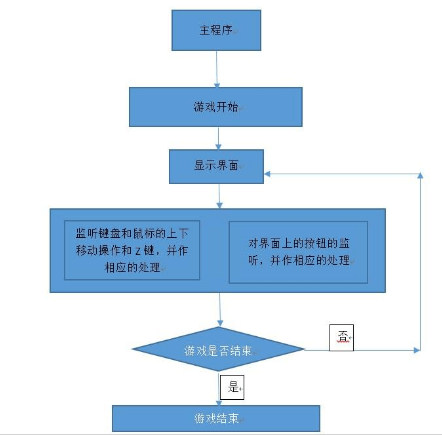 主程序
游戏开始
显示界面
监听键盘和鼠标的上下
移动操作和 Z 键，并作
相应的处理
对界面上的按钮的监
听，并作相应的处理
游戏是否结束
否
是
游戏结束